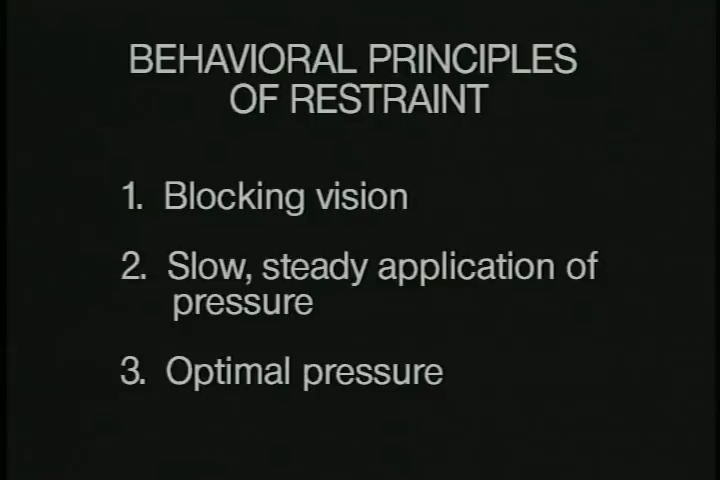 BEHAVIORAL PRINCIPLES
OF RESTRAINT
1. Blocking vision
2. Slow, steady application of
pressure
3. Optimal pressure